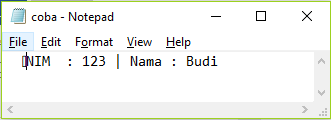 coba - Notepad
File Edit Format View Help
NIM : 123 | Nama : Budi